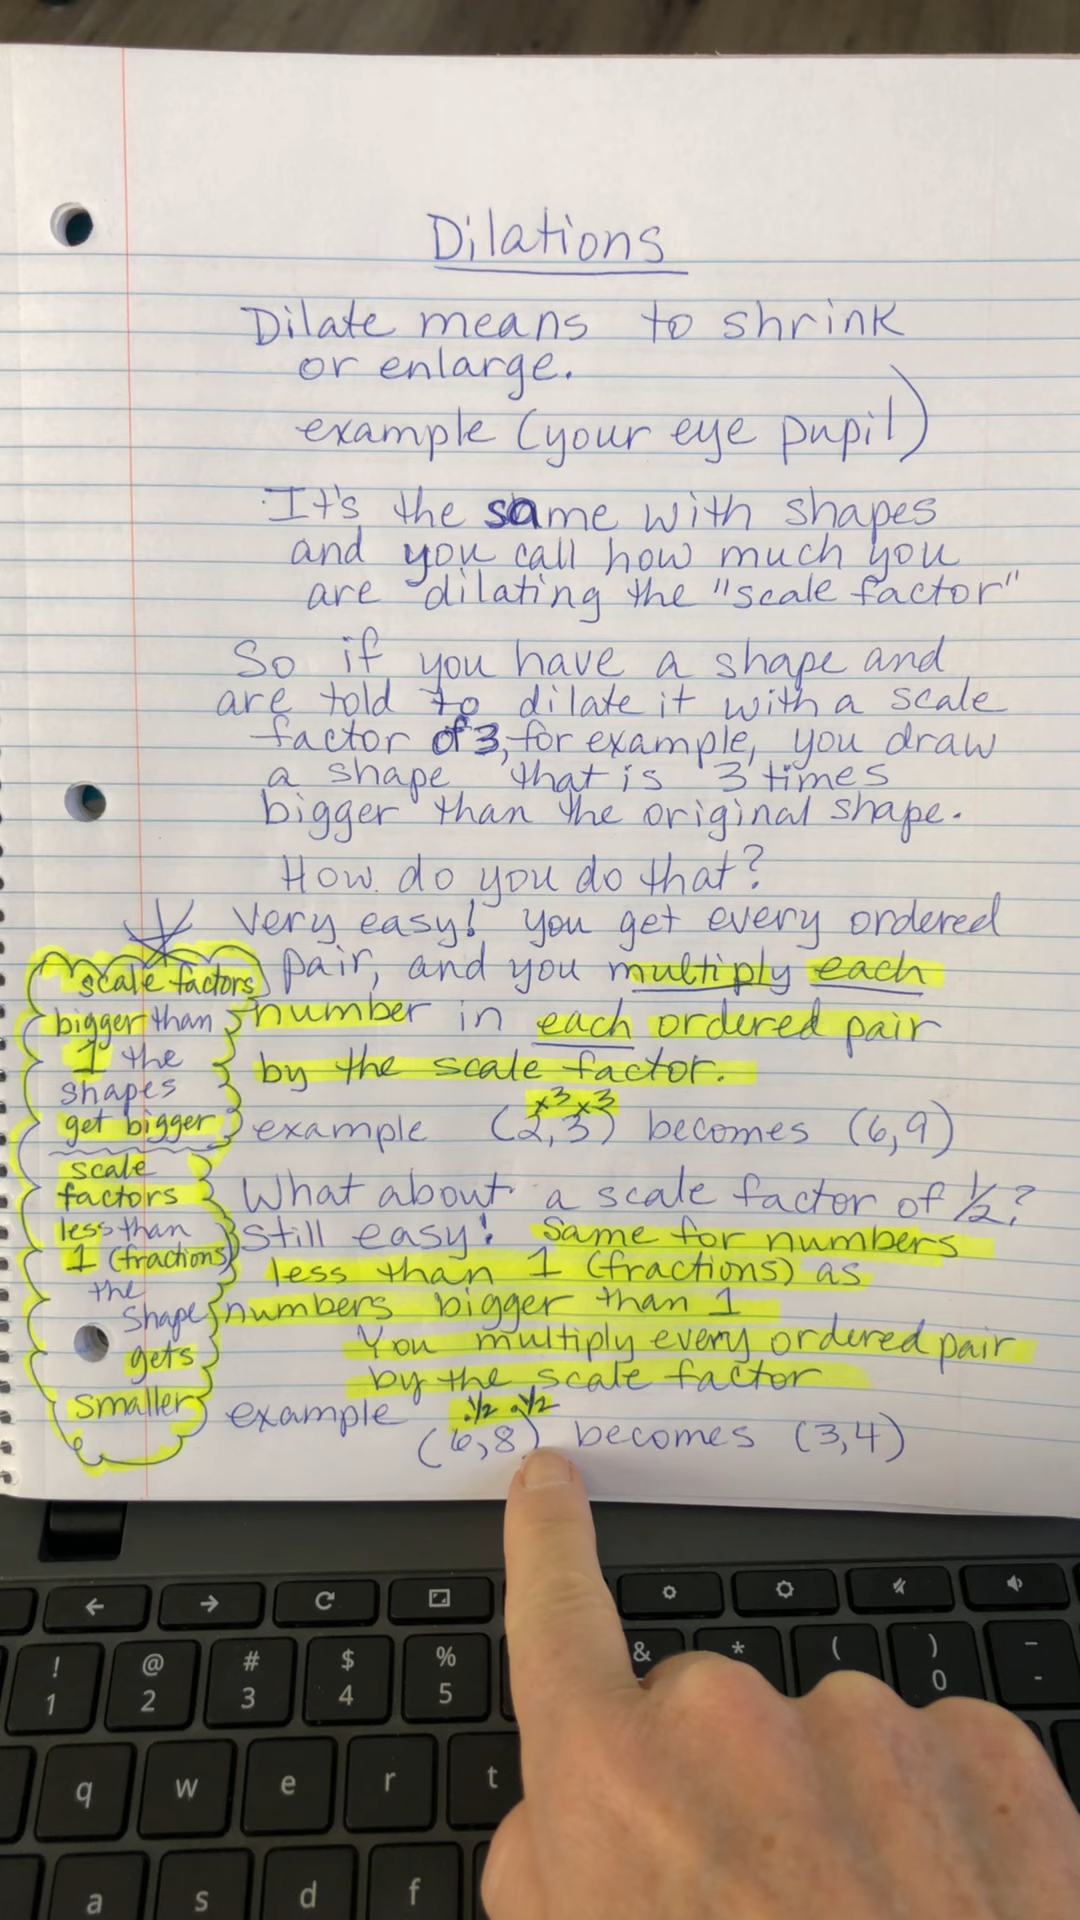 Dilations
Dilate means to shrink
or enlarge.
example (your eye pupil)
It's the same with shapes
and you call how much you
are dilating the "scale factor"
So if you have a shape and
are told to dilate it with a scale
factor of 3, for example, you draw
a shape that is 3 times
bigger than the original shape.
How do you do that?
Very easy! you get every ordered
pair, and you multiply each
number in each ordered pair
by the scale factor.
x3 x3
example (2,3) becomes (6,9)
What about a scale factor of 1/2?
still easy! Same for numbers
less than 1 (fractions) as
numbers bigger than 1
You multiply every ordered pair
by the scale factor
.1/2 .1/2
example
(6,8) becomes (3,4)
scale factors
bigger than
1 the
shapes
get bigger
scale
factors
less than
1 (fractions)
the
shape
gets
smaller
! @ # $ % & * ( ) -
1 2 3 4 5 0 -
q w e r t
a s d f